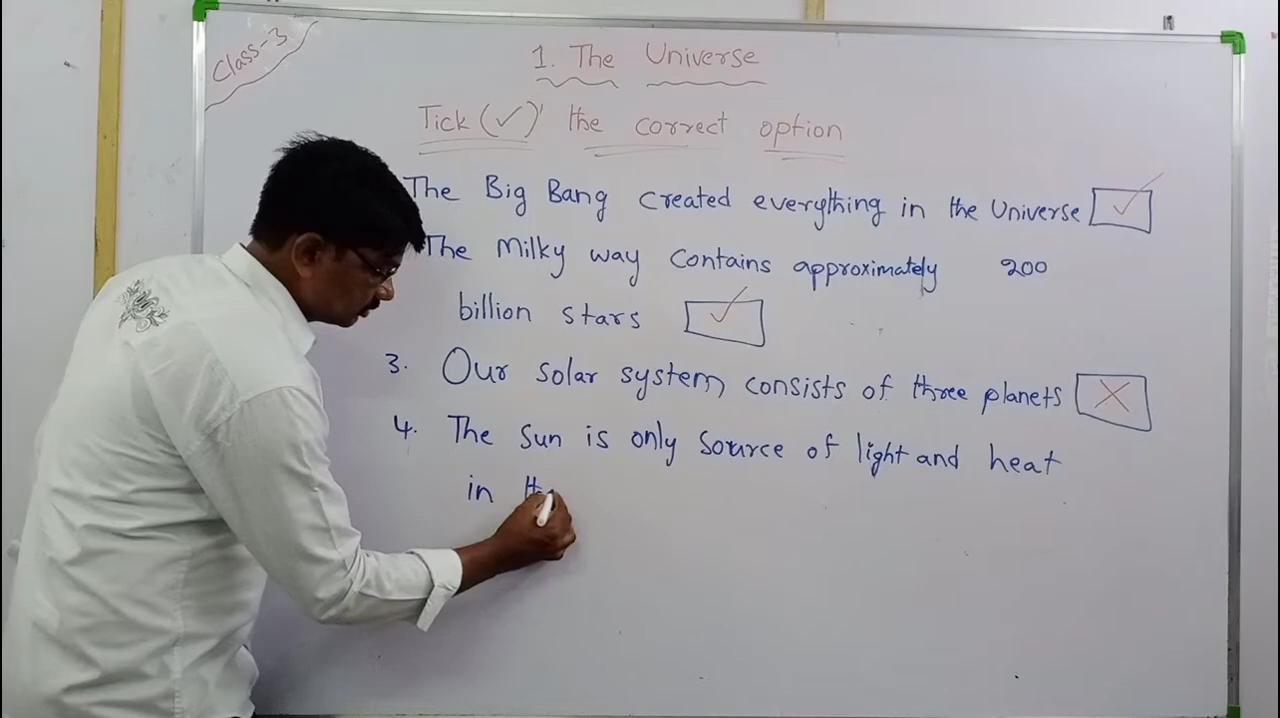 Class-3
1. The Universe
Tick (✓) the correct option
The Big Bang created everything in the Universe ✓
The Milky way contains approximately 200
billion stars ✓
3. Our solar system consists of three planets X
4. The Sun is only source of light and heat
in